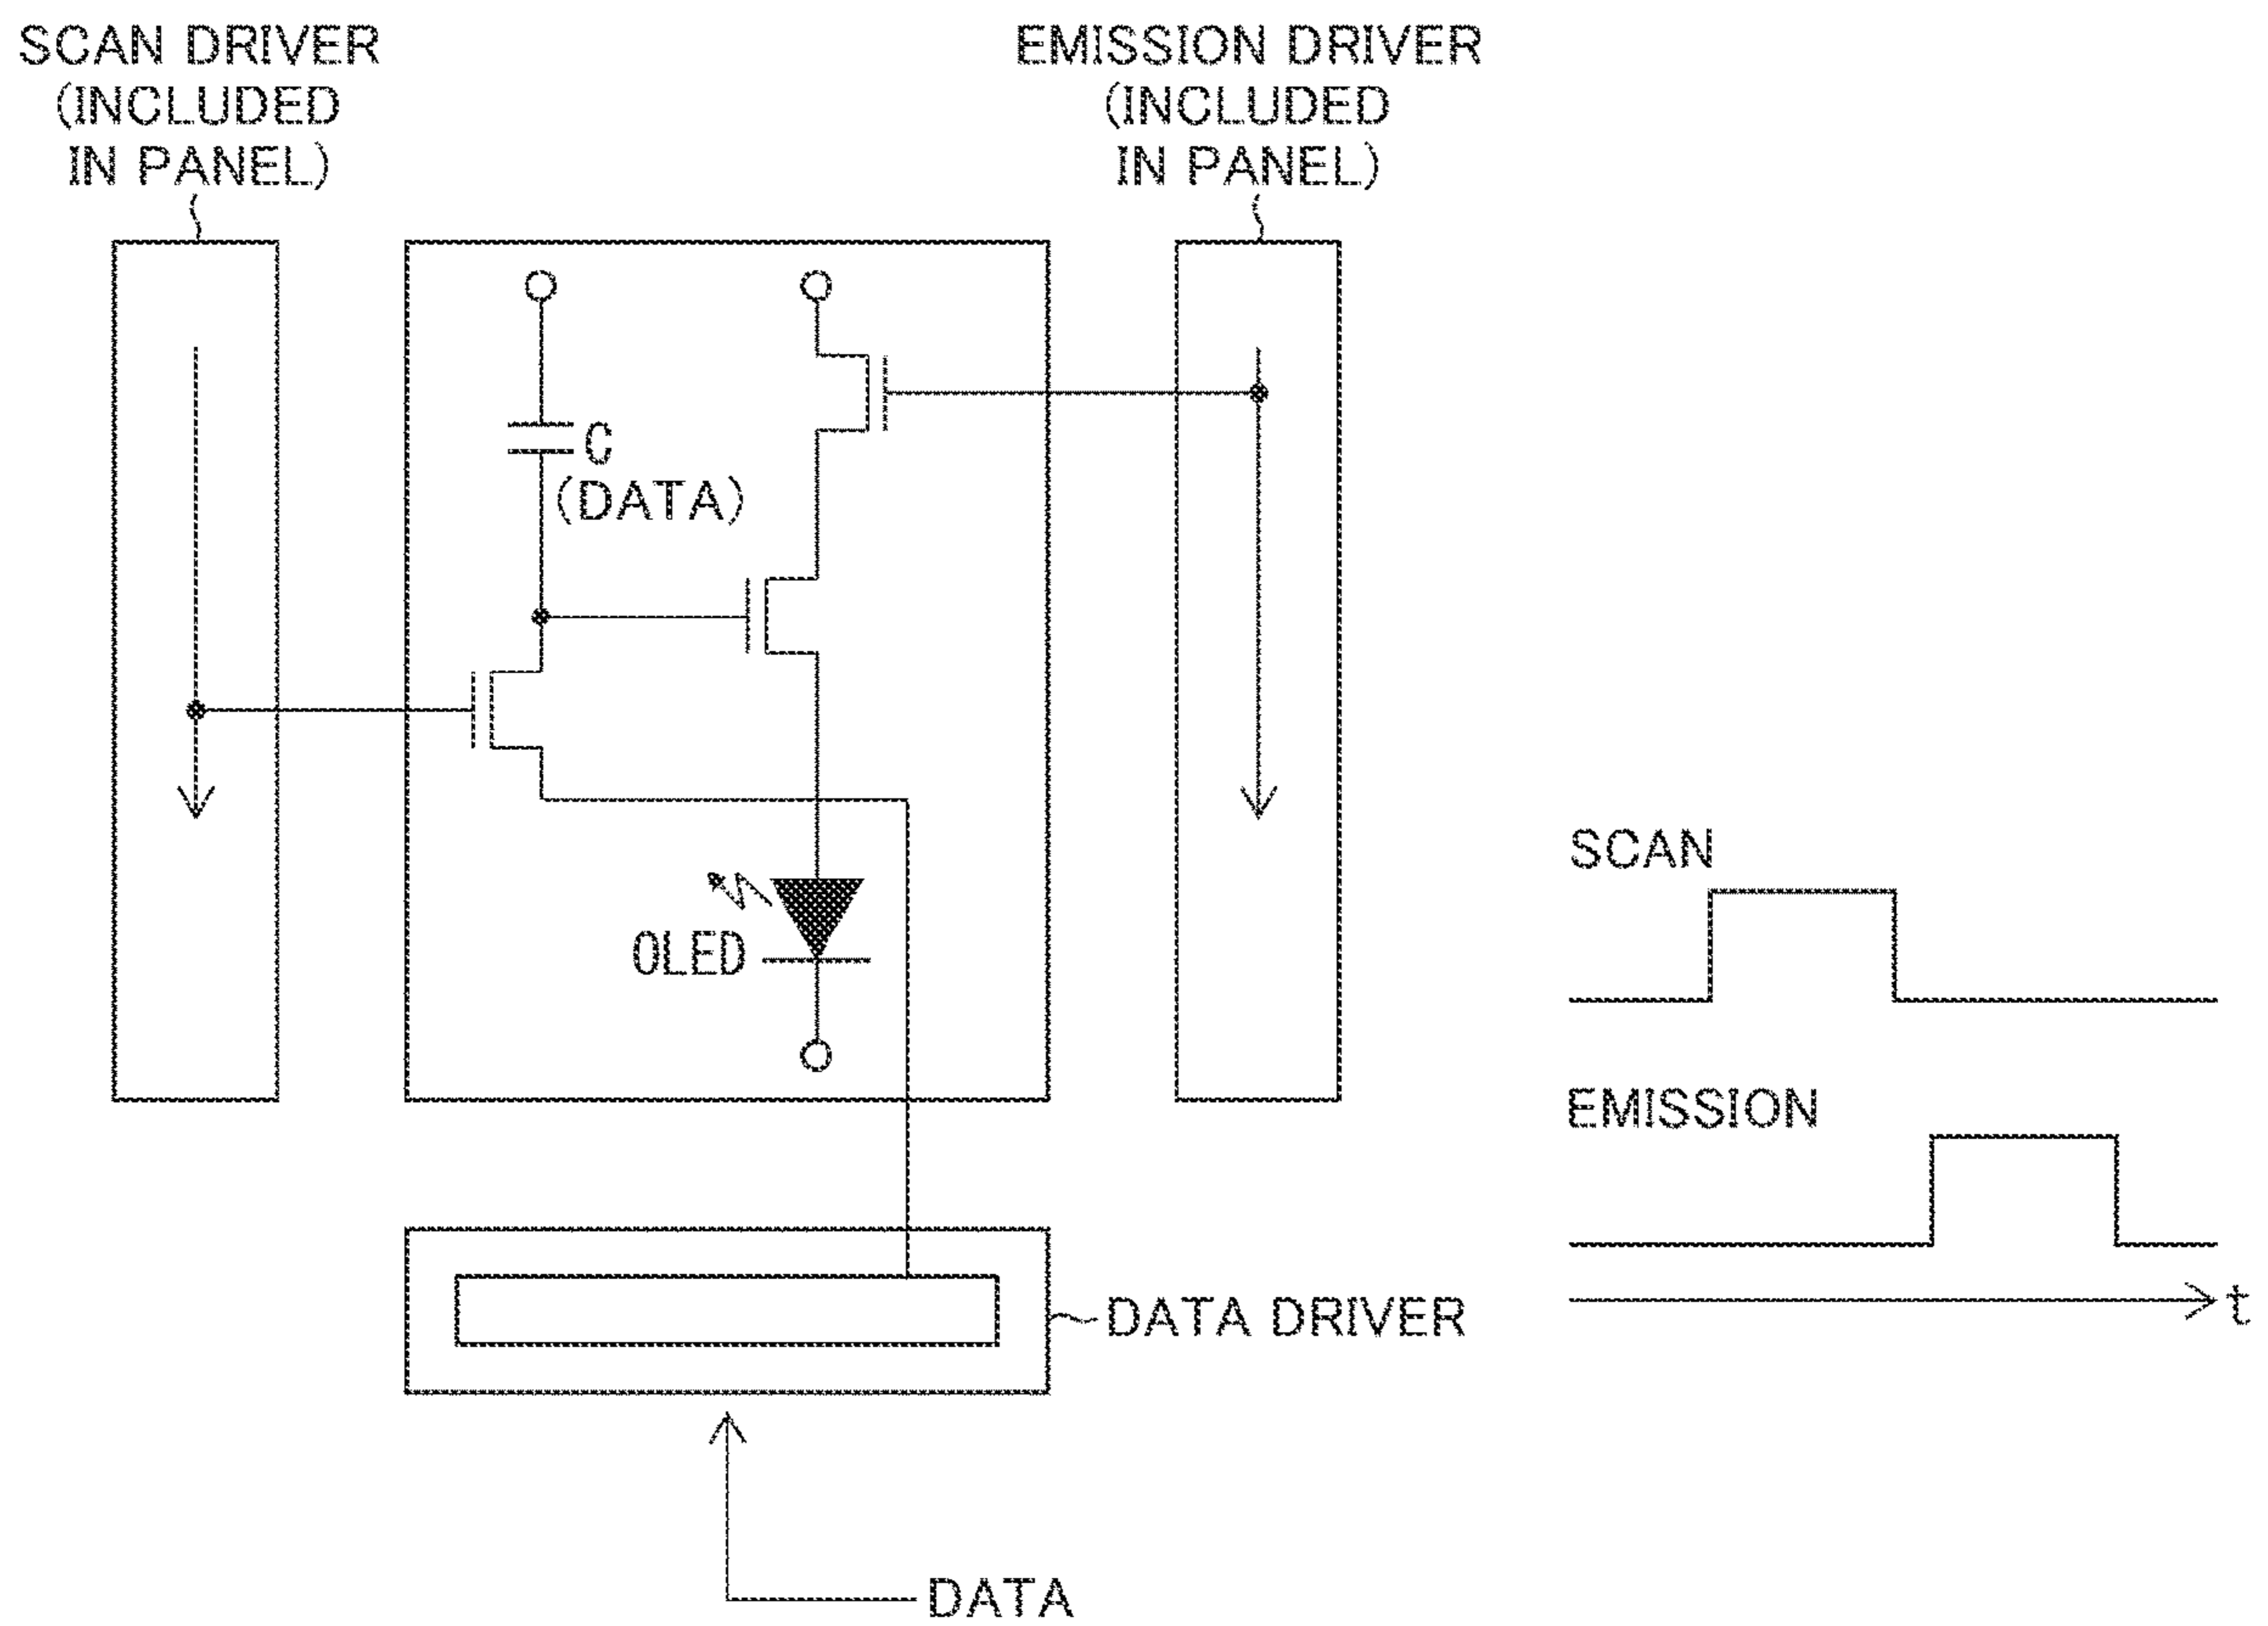 SCAN DRIVER
(INCLUDED
IN PANEL)
EMISSION DRIVER
(INCLUDED
IN PANEL)
C
(DATA)
OLED
SCAN
EMISSION
t
DATA DRIVER
DATA